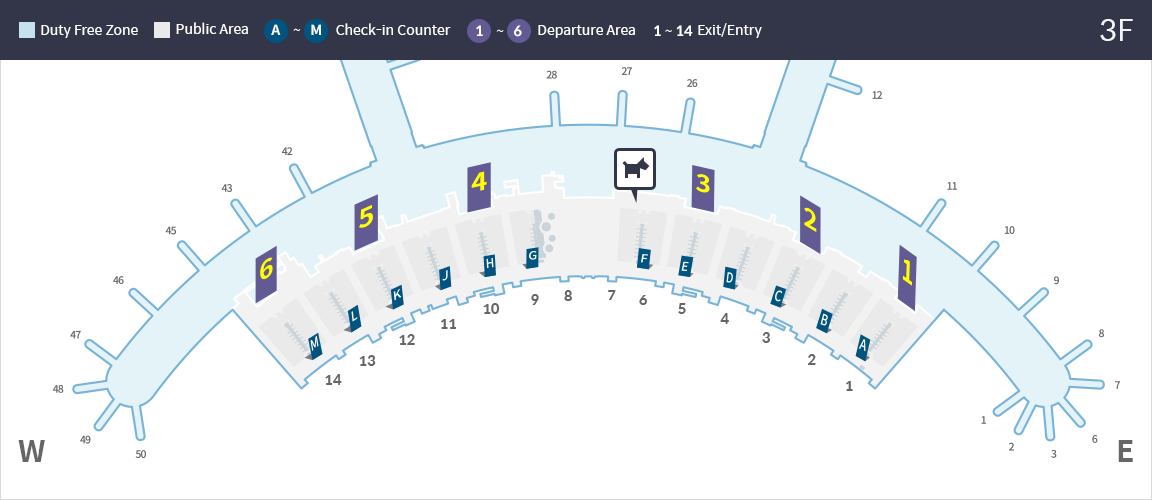 Duty Free Zone Public Area A ~ M Check-in Counter 1 ~ 6 Departure Area 1 ~ 14 Exit/Entry 3F
28 27 26
12
42 43 45 46 47 48 49 50
11 10 9 8 7 6 3 2 1
6 5 4 3 2 1
M L K J H G F E D C B A
14 13 12 11 10 9 8 7 6 5 4 3 2 1
W E